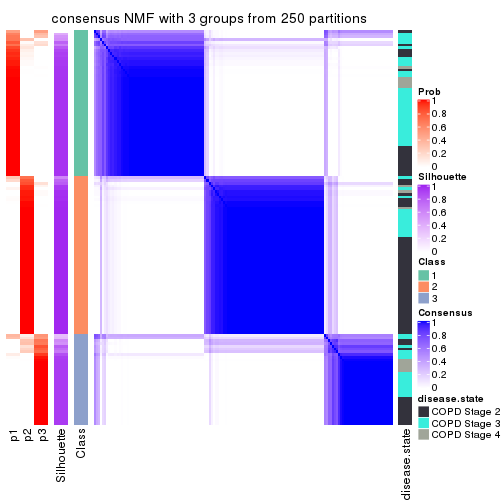 consensus NMF with 3 groups from 250 partitions
Prob
1
0.8
0.6
0.4
0.2
0
Silhouette
1
0.8
0.6
0.4
0.2
0
Class
1
2
3
Consensus
1
0.8
0.6
0.4
0.2
0
disease.state
COPD Stage 2
COPD Stage 3
COPD Stage 4
p1
p2
p3
Silhouette
Class
disease.state